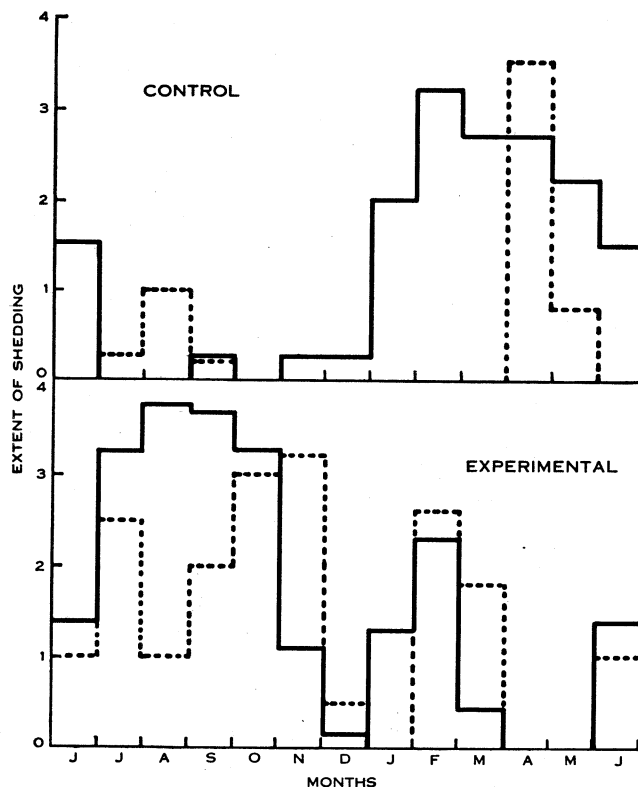 4
CONTROL
3
2
1
0
EXTENT OF SHEDDING
4
3
EXPERIMENTAL
2
1
0
J J A S O N D J F M A M J
MONTHS